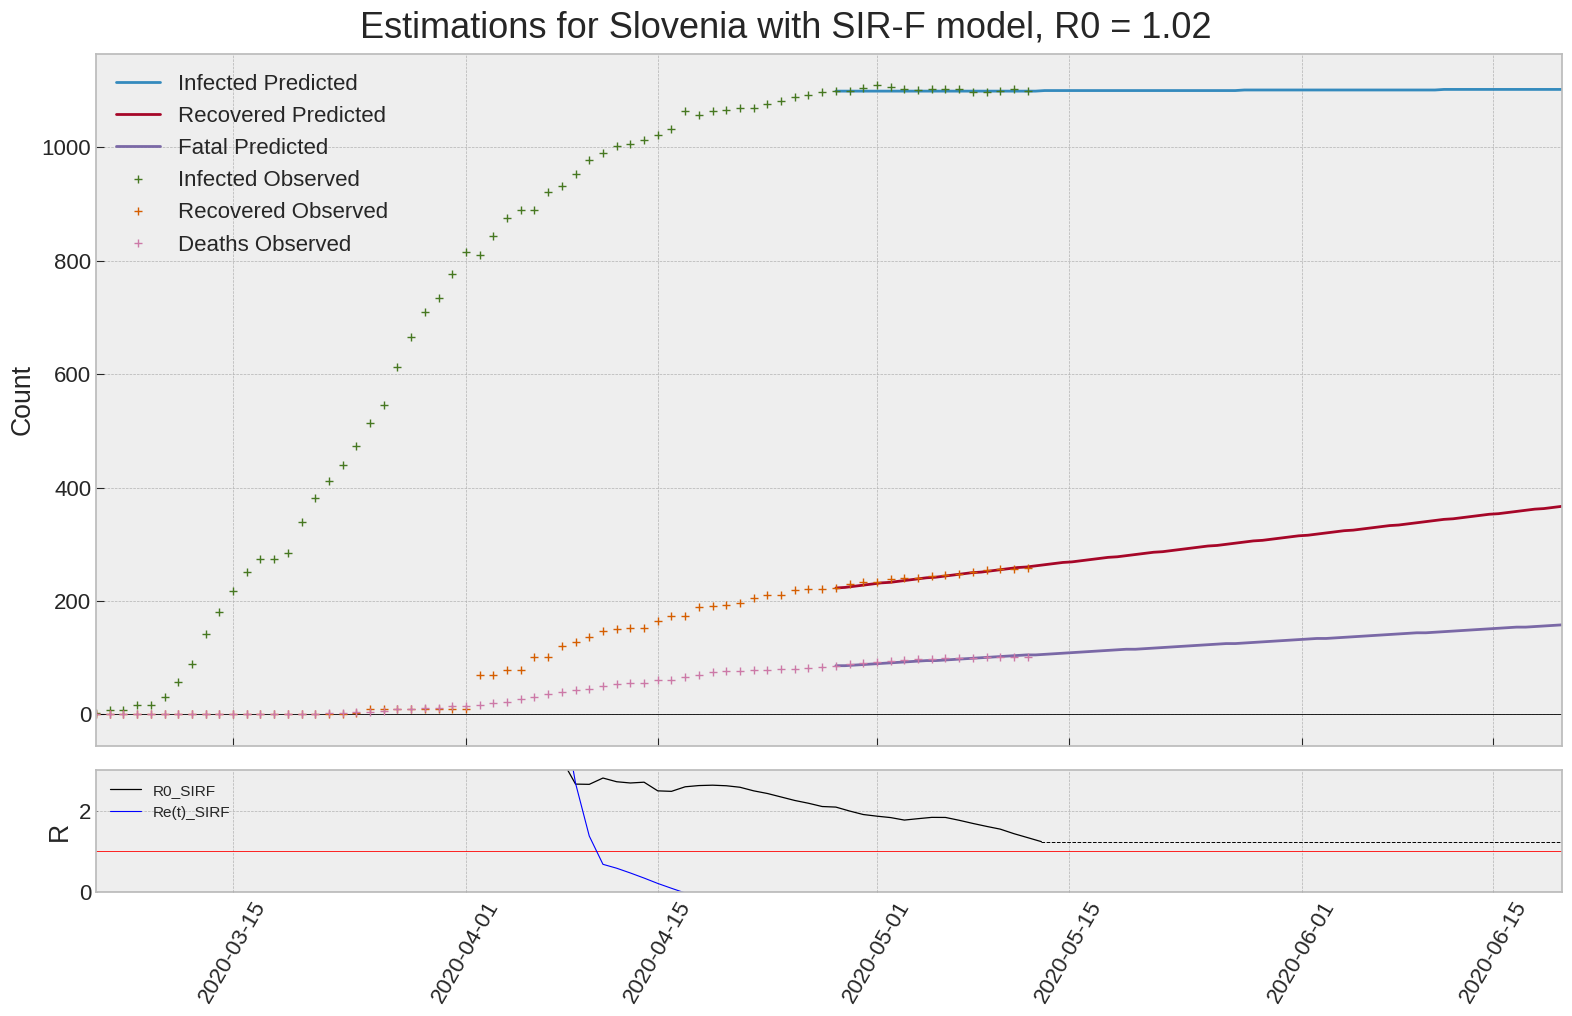 Estimations for Slovenia with SIR-F model, R0 = 1.02
Infected Predicted
Recovered Predicted
Fatal Predicted
Infected Observed
Recovered Observed
Deaths Observed
Count
1000
800
600
400
200
0
R0_SIRF
Re(t)_SIRF
R
2
0
2020-03-15
2020-04-01
2020-04-15
2020-05-01
2020-05-15
2020-06-01
2020-06-15